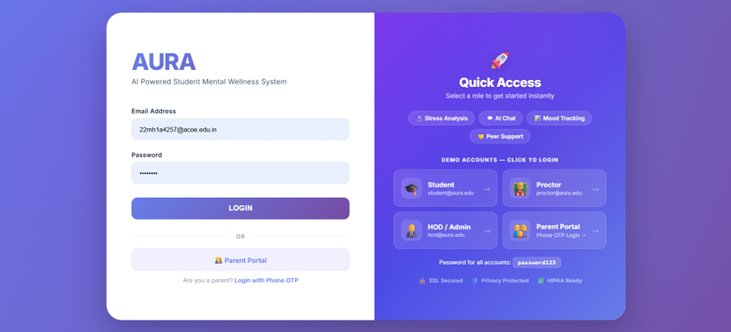 AURA
AI Powered Student Mental Wellness System
Email Address
22mh1a4257@acoe.edu.in
Password
••••••••
LOGIN
OR
Parent Portal
Are you a parent? Login with Phone OTP
Quick Access
Select a role to get started instantly
Stress Analysis
AI Chat
Mood Tracking
Peer Support
DEMO ACCOUNTS — CLICK TO LOGIN
Student
student@aura.edu
→
Proctor
proctor@aura.edu
→
HOD / Admin
hod@aura.edu
→
Parent Portal
Phone OTP Login →
→
Password for all accounts: password123
SSL Secured
Privacy Protected
HIPAA Ready